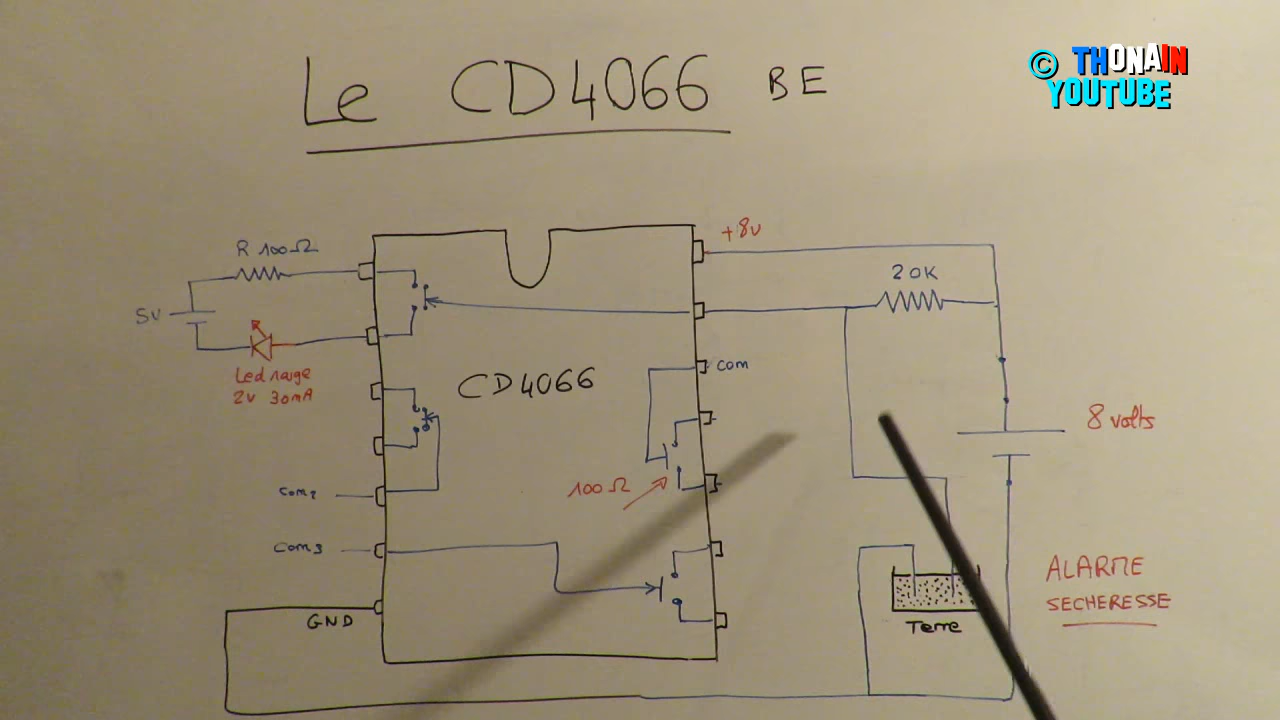 Le CD4066 BE
© THONAIN
YOUTUBE
+8v
R 100Ω
20K
5V
COM
Led rouge
2V 30mA
CD4066
8 volts
100Ω
Com2
Com3
ALARME
SECHERESSE
GND
Terre